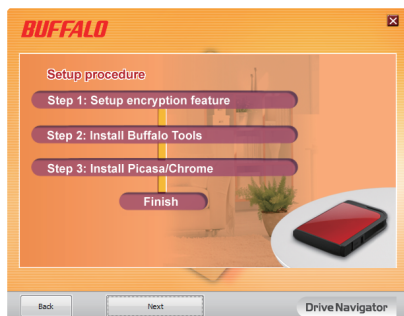 BUFFALO
Setup procedure
Step 1: Setup encryption feature
Step 2: Install Buffalo Tools
Step 3: Install Picasa/Chrome
Finish
Back
Next
DriveNavigator